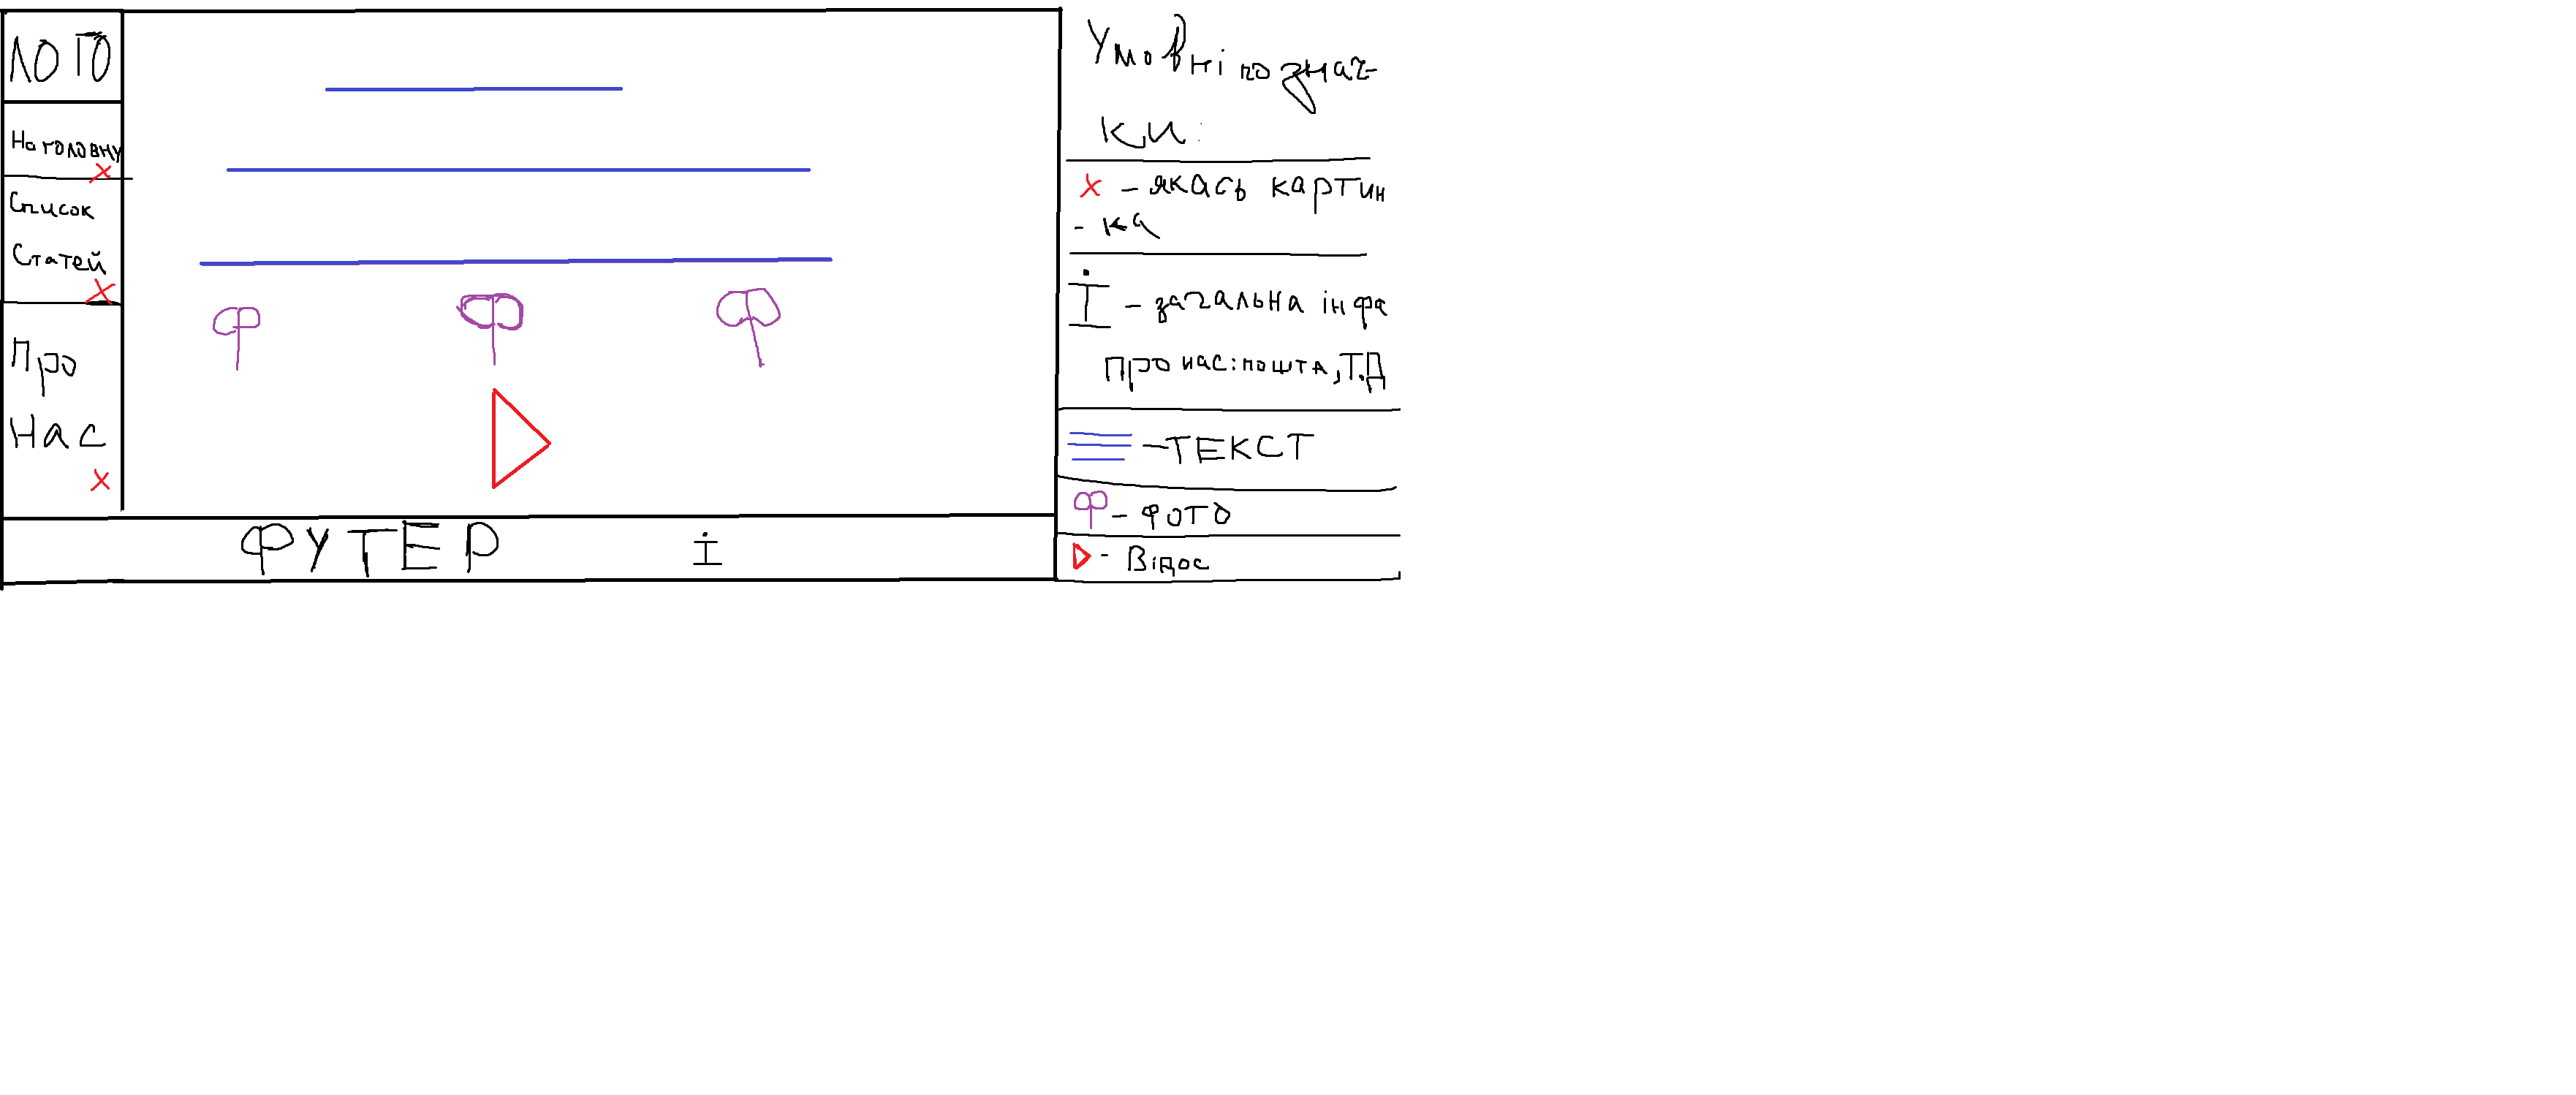 ЛОГО
На головну
х
Список
Статей
х
Про
Нас
х
ф ф ф
ФУТЕР і
Умовні познач-
ки:
х - якась картин
- ка
і - загальна інфа
про нас: пошта, т.д
- ТЕКСТ
ф - фото
- Відос